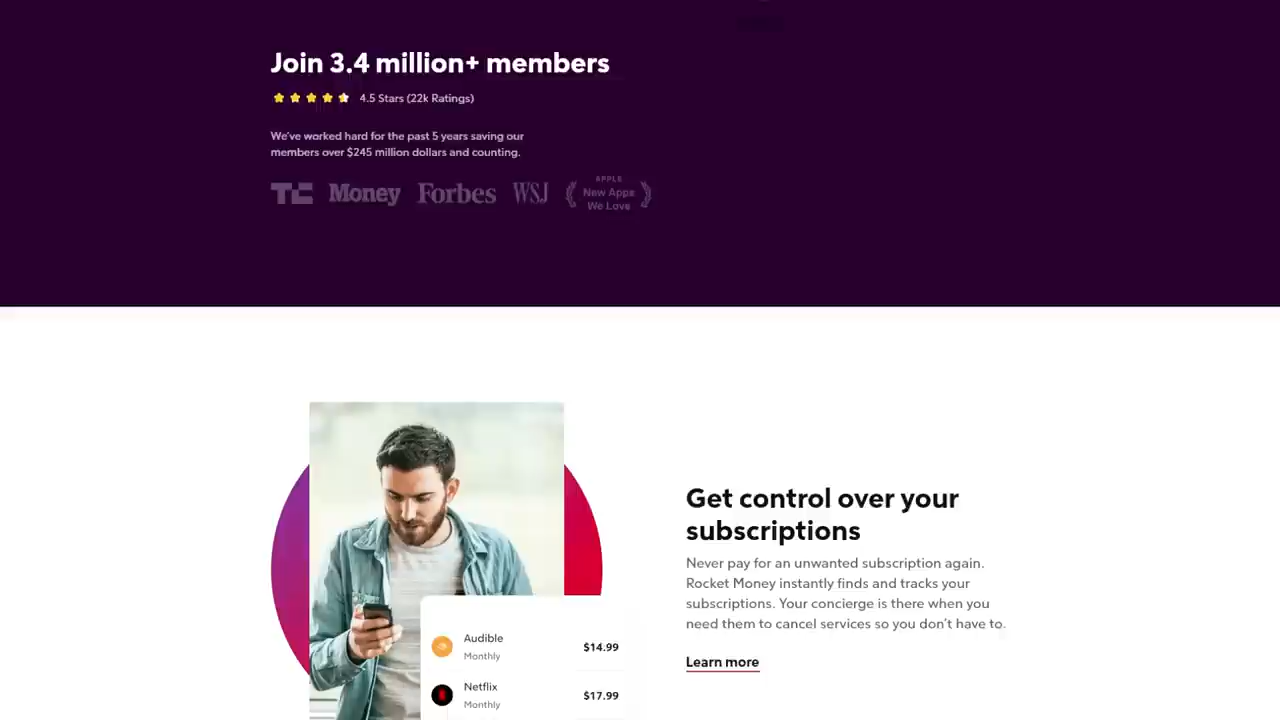 Join 3.4 million+ members
4.5 Stars (22k Ratings)
We've worked hard for the past 5 years saving our
members over $245 million dollars and counting.
TC Money Forbes WSJ
APPLE
New Apps
We Love
Get control over your
subscriptions
Never pay for an unwanted subscription again.
Rocket Money instantly finds and tracks your
subscriptions. Your concierge is there when you
need them to cancel services so you don't have to.
Learn more
Audible
Monthly
$14.99
Netflix
Monthly
$17.99